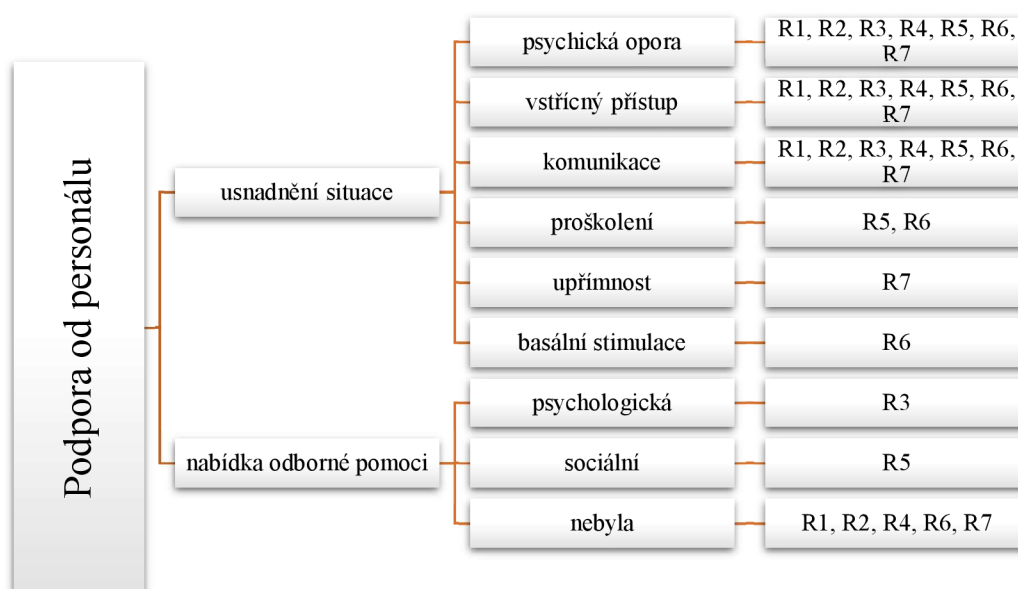 Podpora od personálu
usnadnění situace
psychická opora
R1, R2, R3, R4, R5, R6,
R7
vstřícný přístup
R1, R2, R3, R4, R5, R6,
R7
komunikace
R1, R2, R3, R4, R5, R6,
R7
proškolení
R5, R6
upřímnost
R7
basální stimulace
R6
nabídka odborné pomoci
psychologická
R3
sociální
R5
nebyla
R1, R2, R4, R6, R7